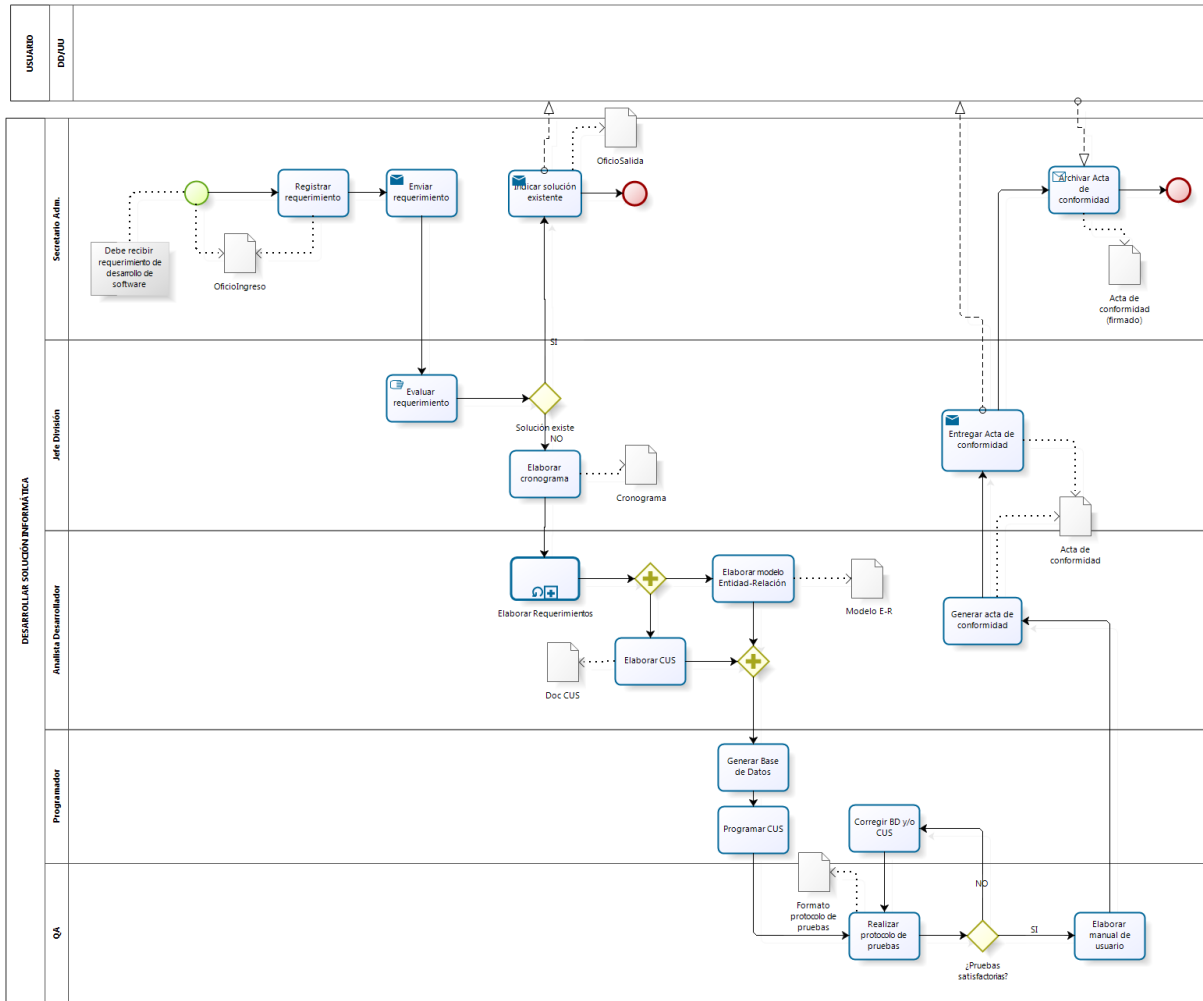 USUARIO
DD/UU
DESARROLLAR SOLUCIÓN INFORMÁTICA
Secretario Adm.
Debe recibir
requerimiento de
desarrollo de
software
OficioIngreso
Registrar
requerimiento
Enviar
requerimiento
Indicar solución
existente
OficioSalida
Archivar Acta
de
conformidad
Acta de
conformidad
(firmado)
SI
Jefe División
Evaluar
requerimiento
Solución existe
NO
Elaborar
cronograma
Cronograma
Entregar Acta de
conformidad
Acta de
conformidad
Analista Desarrollador
Elaborar Requerimientos
Elaborar modelo
Entidad-Relación
Modelo E-R
Elaborar CUS
Doc CUS
Generar acta de
conformidad
Programador
Generar Base
de Datos
Programar CUS
Corregir BD y/o
CUS
QA
Formato
protocolo de
pruebas
Realizar
protocolo de
pruebas
NO
¿Pruebas
satisfactorias?
SI
Elaborar
manual de
usuario